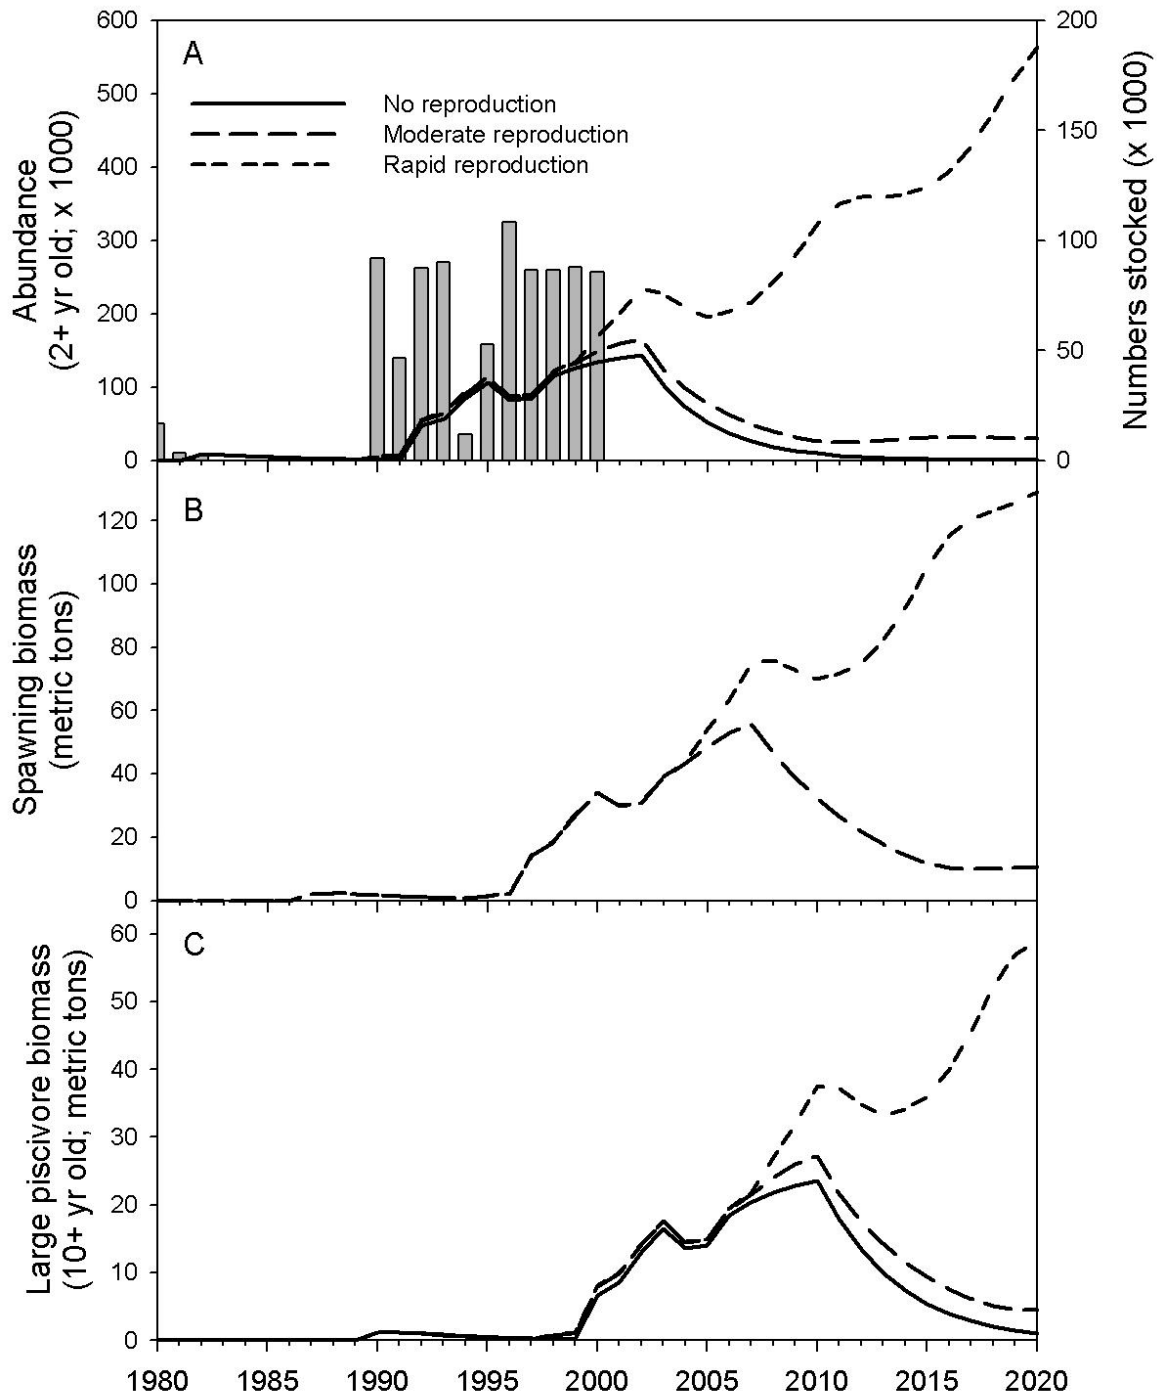 A
No reproduction
Moderate reproduction
Rapid reproduction
Abundance
(2+ yr old; x 1000)
600
500
400
300
200
100
0
Numbers stocked (x 1000)
200
150
100
50
0
B
Spawning biomass
(metric tons)
120
100
80
60
40
20
0
C
Large piscivore biomass
(10+ yr old; metric tons)
60
50
40
30
20
10
0
1980 1985 1990 1995 2000 2005 2010 2015 2020